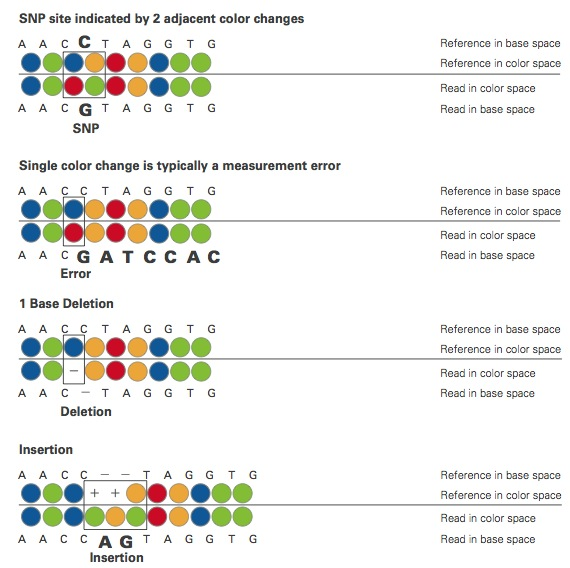 SNP site indicated by 2 adjacent color changes
A A C C T A G G T G Reference in base space
Reference in color space
Read in color space
A A C G T A G G T G Read in base space
SNP
Single color change is typically a measurement error
A A C C T A G G T G Reference in base space
Reference in color space
Read in color space
A A C G A T C C A C Read in base space
Error
1 Base Deletion
A A C C T A G G T G Reference in base space
Reference in color space
– Read in color space
A A C – T A G G T G Read in base space
Deletion
Insertion
A A C C – – T A G G T G Reference in base space
+ + Reference in color space
Read in color space
A A C C A G T A G G T G Read in base space
Insertion